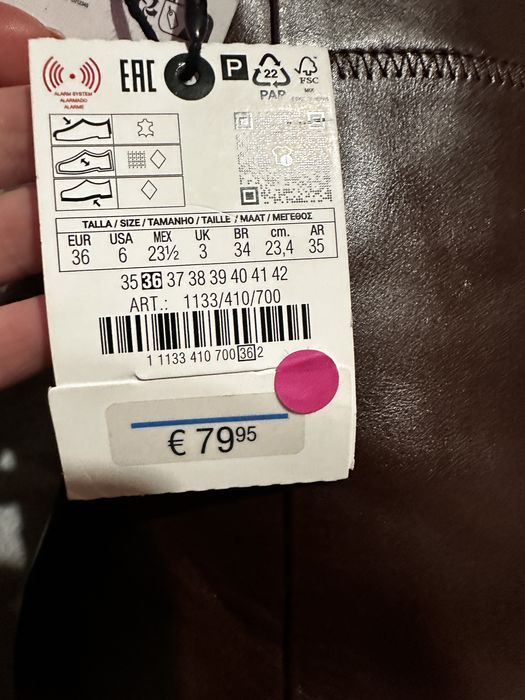 EAC
P
22
PAP
FSC
MIX
ALARM SYSTEM
ALARMADO
ALARME
TALLA / SIZE / TAMANHO / TAILLE / MAAT / ΜΕΓΕΘΟΣ
EUR USA MEX UK BR cm. AR
36 6 23½ 3 34 23,4 35
35 36 37 38 39 40 41 42
ART.: 1133/410/700
1 1133 410 700 36 2
€ 7995